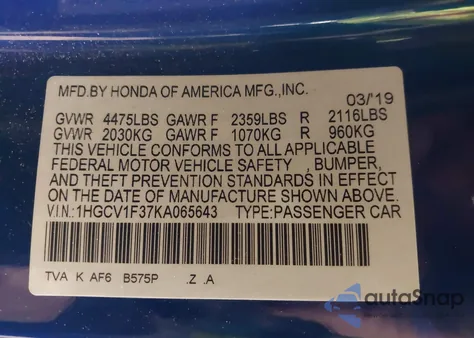 MFD.BY HONDA OF AMERICA MFG.,INC.
03/'19
GVWR 4475LBS GAWR F 2359LBS R 2116LBS
GVWR 2030KG GAWR F 1070KG R 960KG
THIS VEHICLE CONFORMS TO ALL APPLICABLE
FEDERAL MOTOR VEHICLE SAFETY , BUMPER,
AND THEFT PREVENTION STANDARDS IN EFFECT
ON THE DATE OF MANUFACTURE SHOWN ABOVE.
V.I.N.:1HGCV1F37KA065643 TYPE:PASSENGER CAR
TVA K AF6 B575P .Z .A
autoSnap